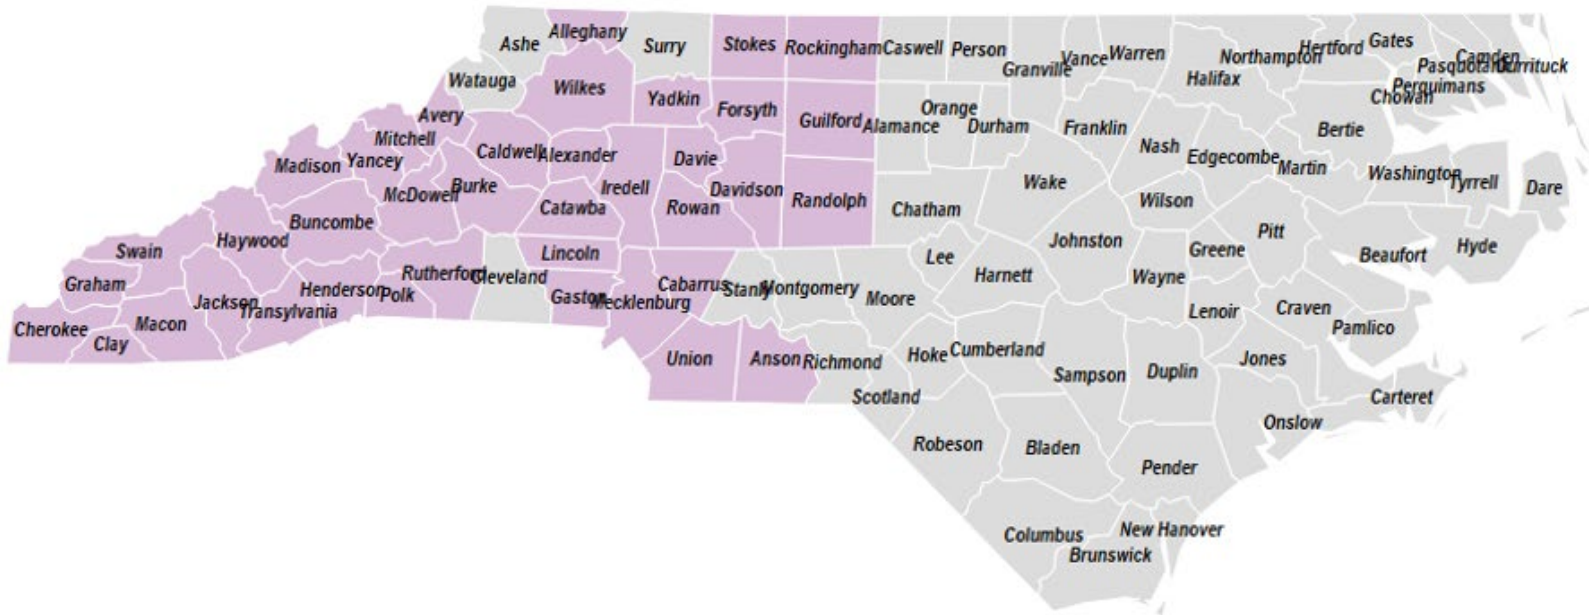 Alleghany
Ashe
Surry
Stokes
Rockingham
Caswell
Person
Granville
Vance
Warren
Northampton
Hertford
Gates
Camden
Pasquotank
Currituck
Perquimans
Chowan
Halifax
Watauga
Wilkes
Yadkin
Forsyth
Guilford
Alamance
Orange
Durham
Franklin
Nash
Edgecombe
Martin
Bertie
Washington
Tyrrell
Dare
Avery
Mitchell
Madison
Yancey
Caldwell
Alexander
Davie
Iredell
McDowell
Burke
Davidson
Randolph
Wake
Wilson
Buncombe
Catawba
Rowan
Chatham
Johnston
Greene
Pitt
Beaufort
Hyde
Swain
Haywood
Lincoln
Lee
Harnett
Wayne
Graham
Rutherford
Cleveland
Cabarrus
Stanly
Montgomery
Moore
Jackson
Henderson
Polk
Gaston
Mecklenburg
Transylvania
Lenoir
Craven
Pamlico
Cherokee
Macon
Clay
Union
Anson
Richmond
Hoke
Cumberland
Sampson
Duplin
Jones
Scotland
Carteret
Onslow
Robeson
Bladen
Pender
Columbus
New Hanover
Brunswick